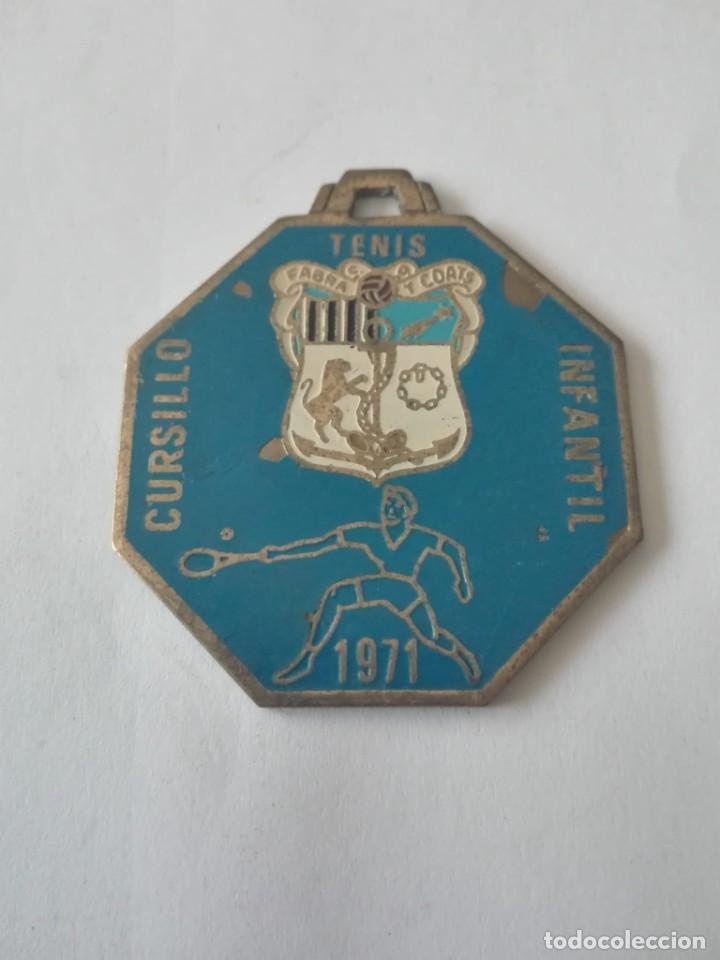 TENIS
FABRA S. D. Y COATS
CURSILLO
INFANTIL
1971
todocoleccion